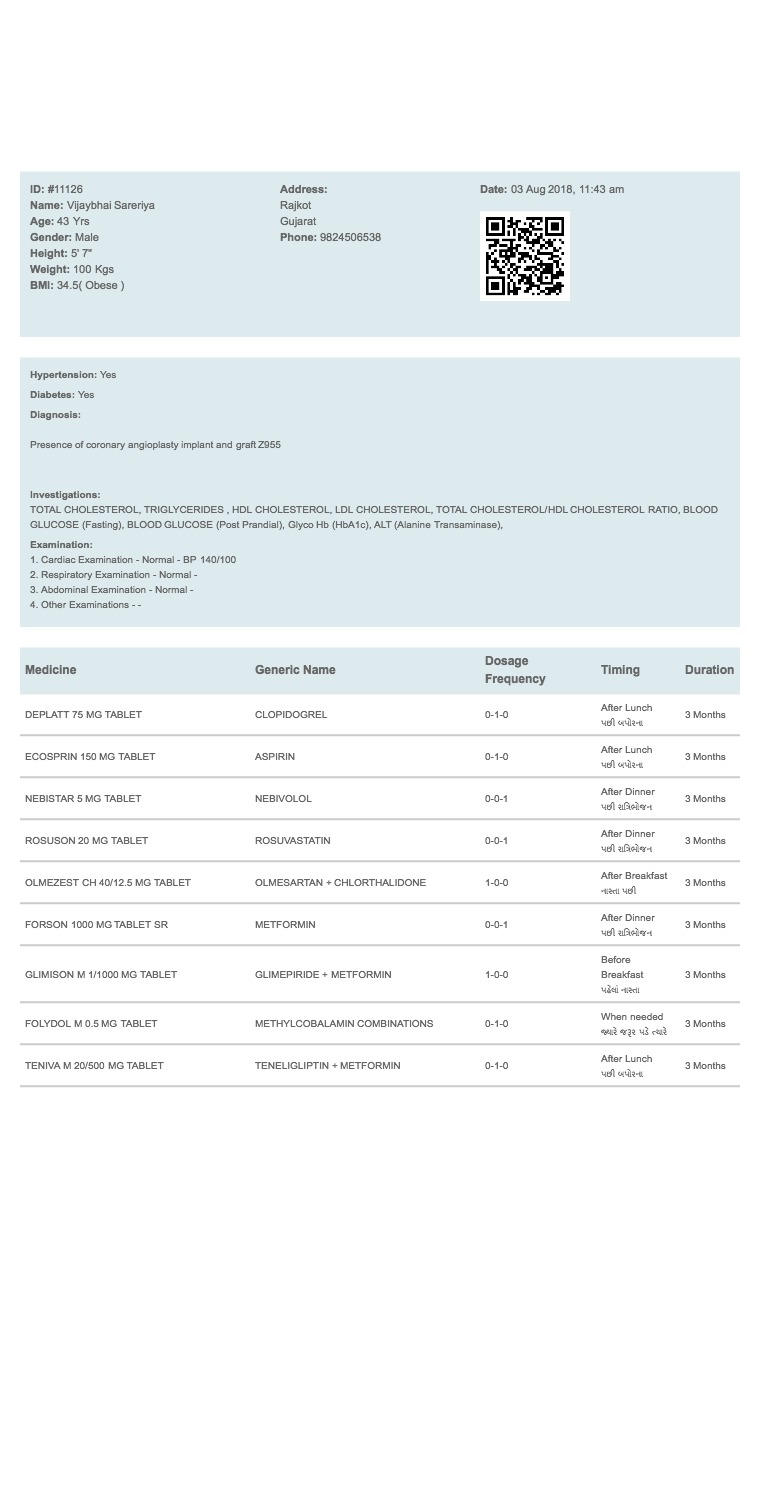 ID: #11126
Name: Vijaybhai Sareriya
Age: 43 Yrs
Gender: Male
Height: 5' 7"
Weight: 100 Kgs
BMI: 34.5( Obese )
Address:
Rajkot
Gujarat
Phone: 9824506538
Date: 03 Aug 2018, 11:43 am
Hypertension: Yes
Diabetes: Yes
Diagnosis:
Presence of coronary angioplasty implant and graft Z955
Investigations:
TOTAL CHOLESTEROL, TRIGLYCERIDES , HDL CHOLESTEROL, LDL CHOLESTEROL, TOTAL CHOLESTEROL/HDL CHOLESTEROL RATIO, BLOOD
GLUCOSE (Fasting), BLOOD GLUCOSE (Post Prandial), Glyco Hb (HbA1c), ALT (Alanine Transaminase),
Examination:
1. Cardiac Examination - Normal - BP 140/100
2. Respiratory Examination - Normal -
3. Abdominal Examination - Normal -
4. Other Examinations - -
Medicine Generic Name Dosage Frequency Timing Duration
DEPLATT 75 MG TABLET CLOPIDOGREL 0-1-0 After Lunch 3 Months
પછી બપોરના
ECOSPRIN 150 MG TABLET ASPIRIN 0-1-0 After Lunch 3 Months
પછી બપોરના
NEBISTAR 5 MG TABLET NEBIVOLOL 0-0-1 After Dinner 3 Months
પછી રાત્રિભોજન
ROSUSON 20 MG TABLET ROSUVASTATIN 0-0-1 After Dinner 3 Months
પછી રાત્રિભોજન
OLMEZEST CH 40/12.5 MG TABLET OLMESARTAN + CHLORTHALIDONE 1-0-0 After Breakfast 3 Months
નાસ્તા પછી
FORSON 1000 MG TABLET SR METFORMIN 0-0-1 After Dinner 3 Months
પછી રાત્રિભોજન
GLIMISON M 1/1000 MG TABLET GLIMEPIRIDE + METFORMIN 1-0-0 Before Breakfast 3 Months
પહેલાં નાસ્તા
FOLYDOL M 0.5 MG TABLET METHYLCOBALAMIN COMBINATIONS 0-1-0 When needed 3 Months
જ્યારે જરૂર પડે ત્યારે
TENIVA M 20/500 MG TABLET TENELIGLIPTIN + METFORMIN 0-1-0 After Lunch 3 Months
પછી બપોરના